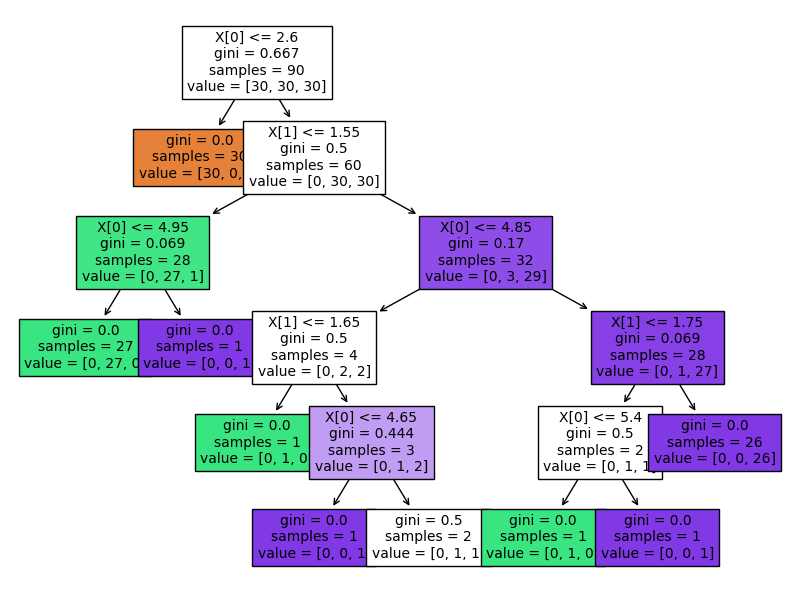 X[0] <= 2.6
gini = 0.667
samples = 90
value = [30, 30, 30]
gini = 0.0
samples = 30
value = [30, 0,
X[1] <= 1.55
gini = 0.5
samples = 60
value = [0, 30, 30]
X[0] <= 4.95
gini = 0.069
samples = 28
value = [0, 27, 1]
X[0] <= 4.85
gini = 0.17
samples = 32
value = [0, 3, 29]
gini = 0.0
samples = 27
value = [0, 27, 0
gini = 0.0
samples = 1
value = [0, 0, 1
X[1] <= 1.65
gini = 0.5
samples = 4
value = [0, 2, 2]
X[1] <= 1.75
gini = 0.069
samples = 28
value = [0, 1, 27]
gini = 0.0
samples = 1
value = [0, 1, 0
X[0] <= 4.65
gini = 0.444
samples = 3
value = [0, 1, 2]
X[0] <= 5.4
gini = 0.5
samples = 2
value = [0, 1, 1]
gini = 0.0
samples = 26
value = [0, 0, 26]
gini = 0.0
samples = 1
value = [0, 0, 1
gini = 0.5
samples = 2
value = [0, 1, 1
gini = 0.0
samples = 1
value = [0, 1, 0
gini = 0.0
samples = 1
value = [0, 0, 1]